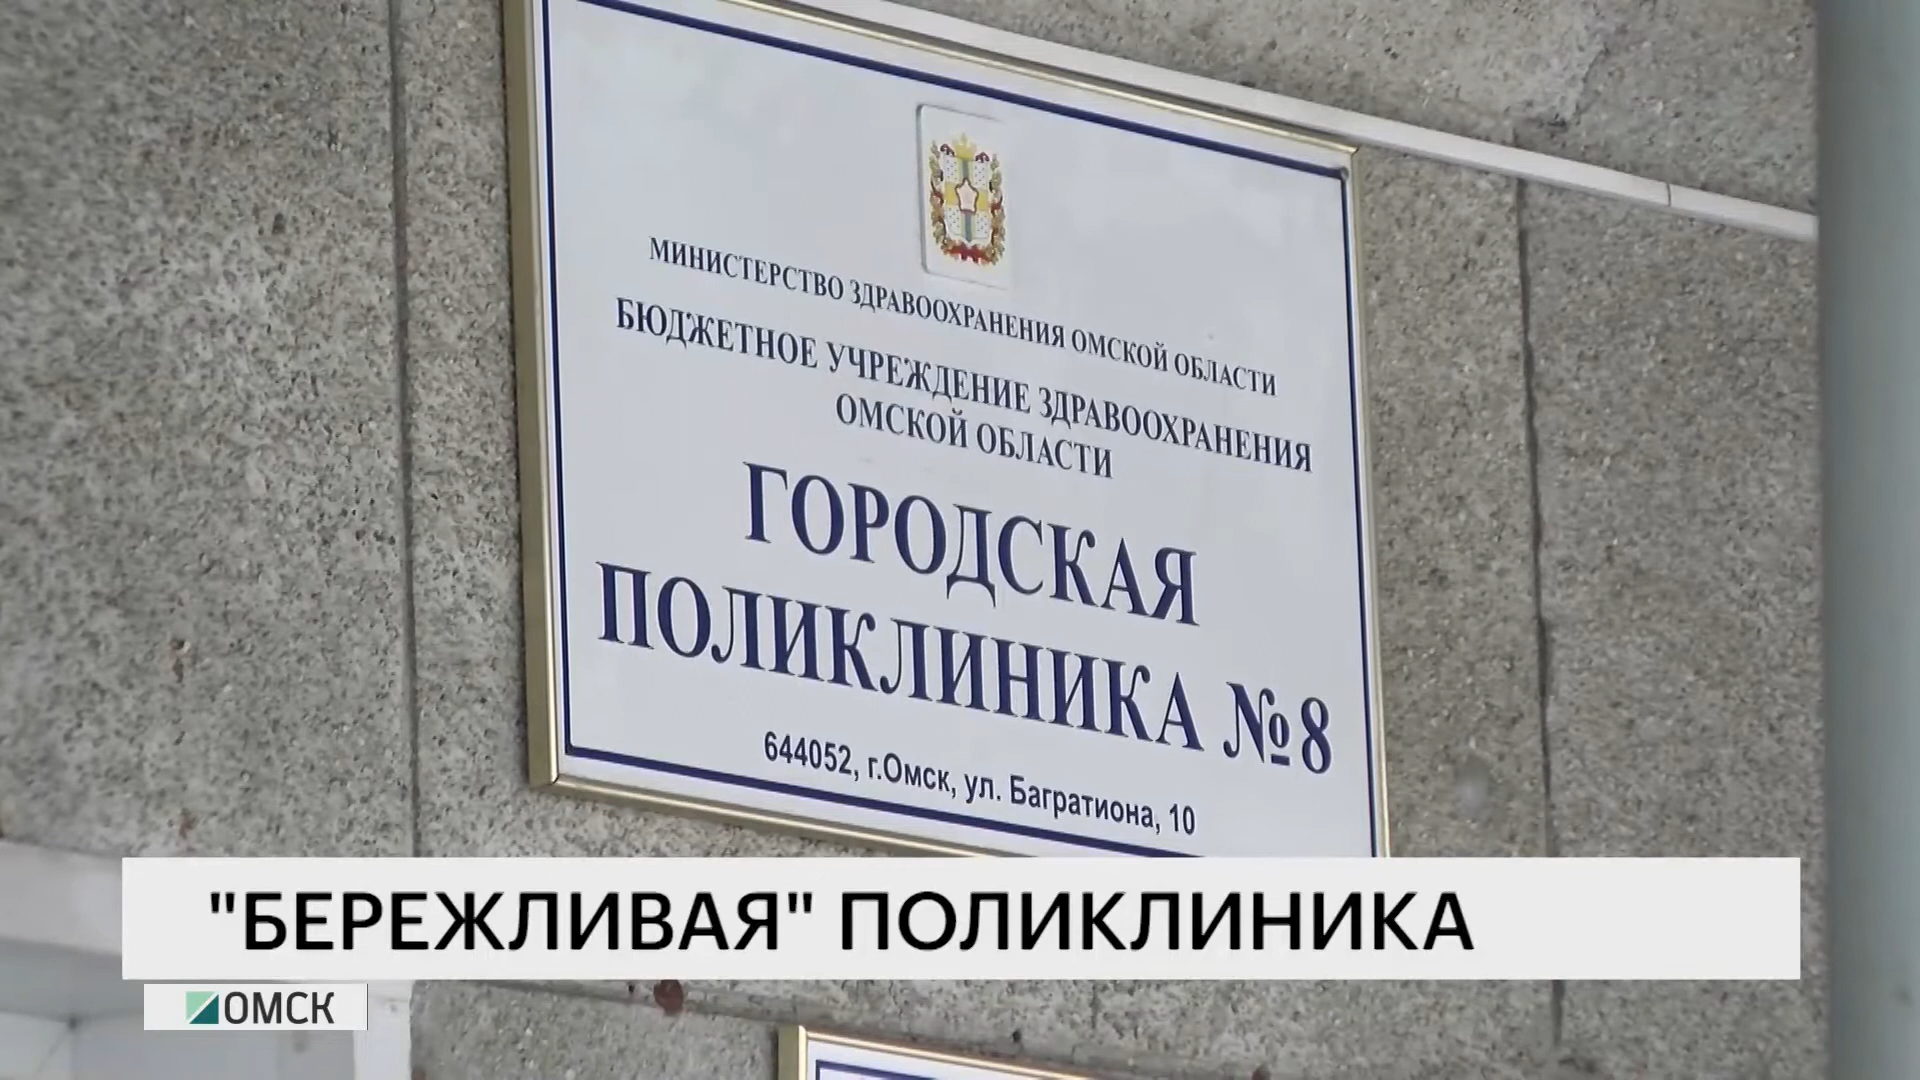 МИНИСТЕРСТВО ЗДРАВООХРАНЕНИЯ ОМСКОЙ ОБЛАСТИ
БЮДЖЕТНОЕ УЧРЕЖДЕНИЕ ЗДРАВООХРАНЕНИЯ
ОМСКОЙ ОБЛАСТИ
ГОРОДСКАЯ
ПОЛИКЛИНИКА №8
644052, г.Омск, ул. Багратиона, 10
"БЕРЕЖЛИВАЯ" ПОЛИКЛИНИКА
ОМСК